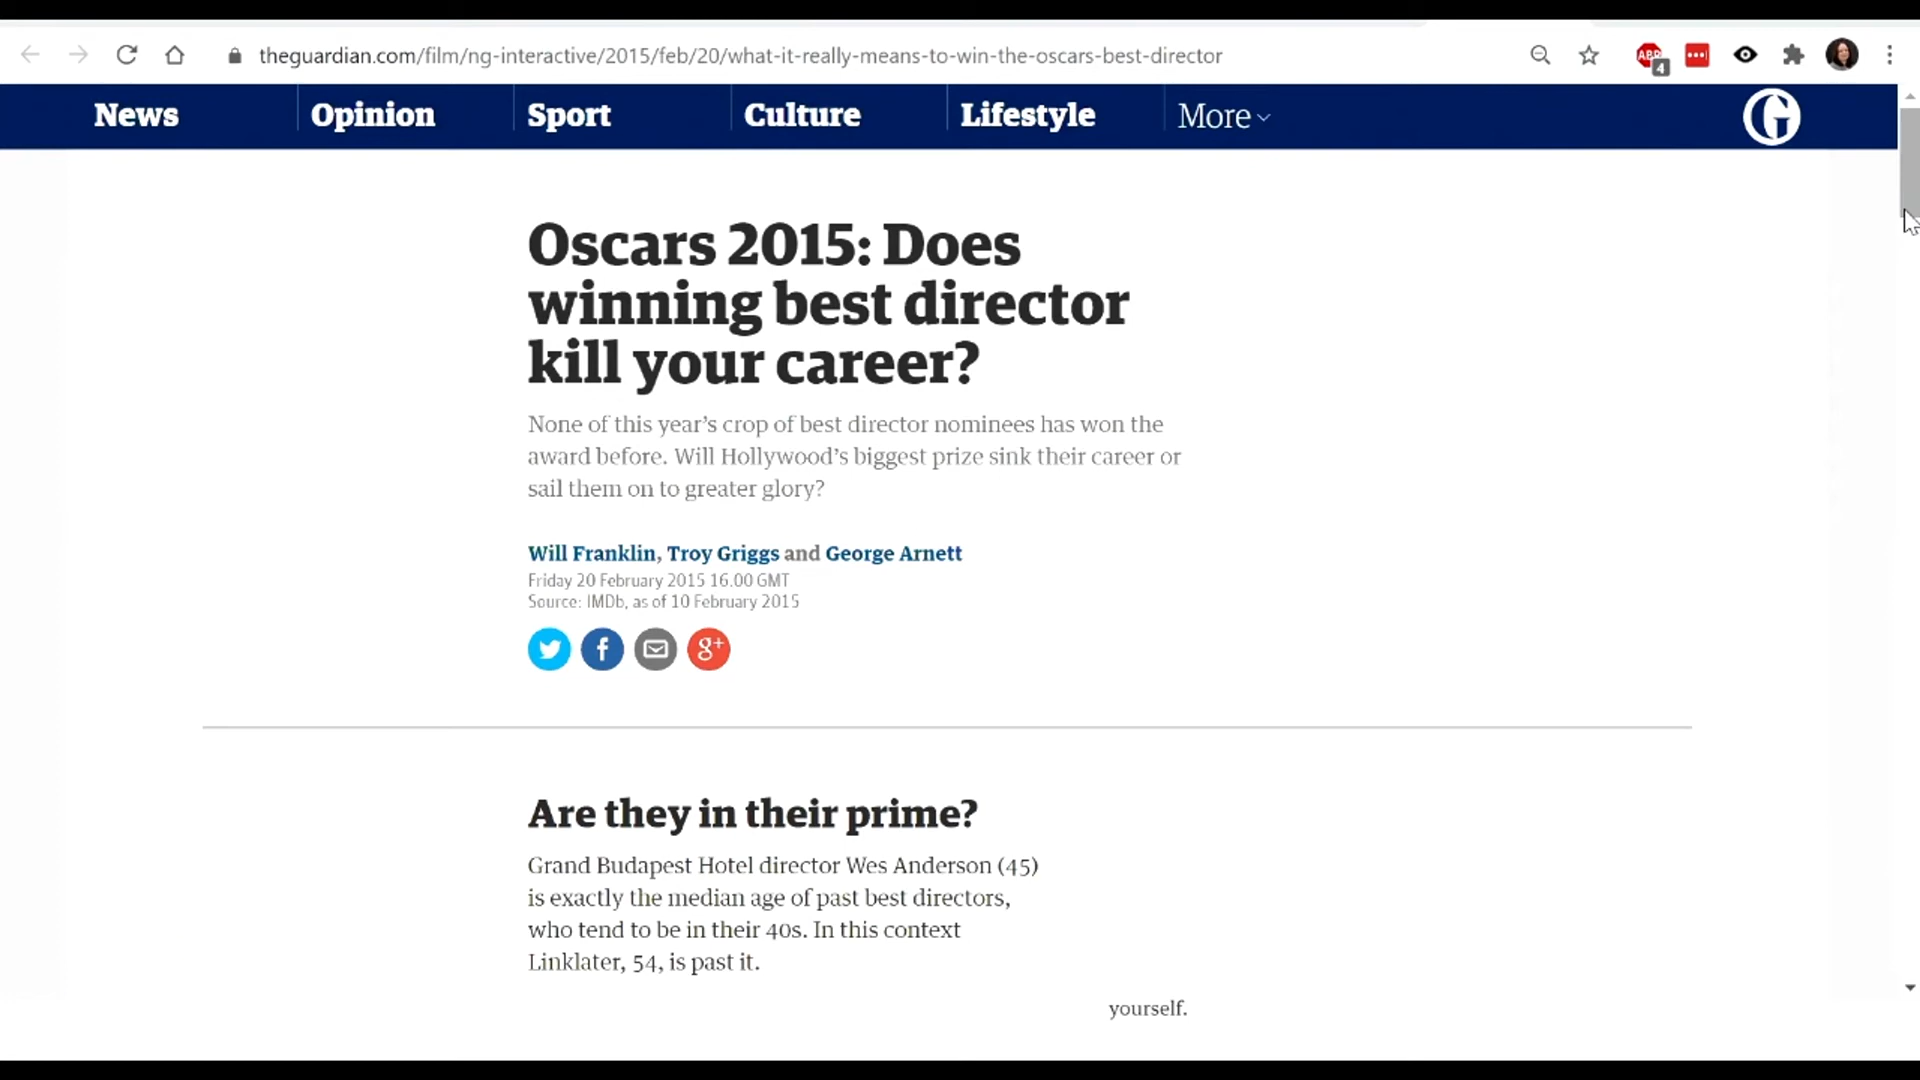 theguardian.com/film/ng-interactive/2015/feb/20/what-it-really-means-to-win-the-oscars-best-director
ABP
4
News
Opinion
Sport
Culture
Lifestyle
More
G
Oscars 2015: Does
winning best director
kill your career?
None of this year's crop of best director nominees has won the
award before. Will Hollywood's biggest prize sink their career or
sail them on to greater glory?
Will Franklin, Troy Griggs and George Arnett
Friday 20 February 2015 16.00 GMT
Source: IMDb, as of 10 February 2015
f
g+
Are they in their prime?
Grand Budapest Hotel director Wes Anderson (45)
is exactly the median age of past best directors,
who tend to be in their 40s. In this context
Linklater, 54, is past it.
yourself.